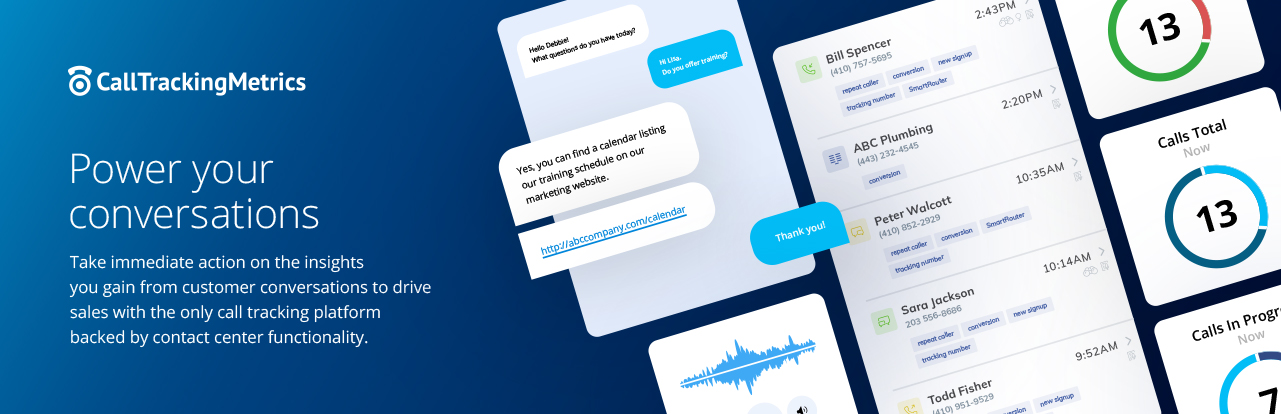 CallTrackingMetrics
Power your
conversations
Take immediate action on the insights
you gain from customer conversations to drive
sales with the only call tracking platform
backed by contact center functionality.
Hello Debbie!
What questions do you have today?
Hi Lisa,
Do you offer training?
Yes, you can find a calendar listing
our training schedule on our
marketing website.
http://abccompany.com/calendar
Thank you!
2:43PM
Bill Spencer
(410) 757-5695
repeat caller conversion new signup
tracking number SmartRouter
2:20PM
ABC Plumbing
(443) 232-4545
conversion
10:35AM
Peter Walcott
(410) 852-2929
repeat caller conversion SmartRouter
tracking number
10:14AM
Sara Jackson
203 556-8686
repeat caller conversion new signup
tracking number
9:52AM
Todd Fisher
(410) 951-9529
repeat caller conversion new signup
13
Calls Total
Now
13
Calls In Progr
Now
7